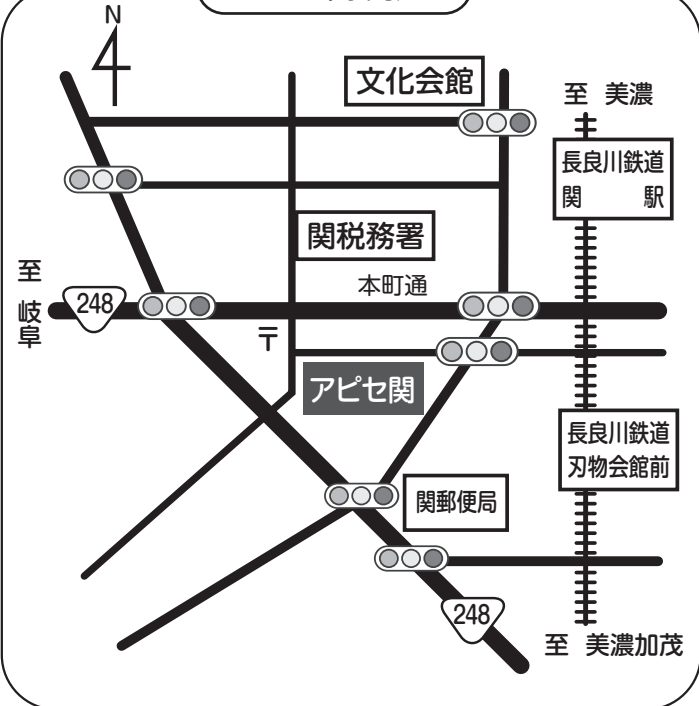 N
文化会館
至 美濃
長良川鉄道
関 駅
関税務署
至 岐阜
248
本町通
〒
アピセ関
長良川鉄道
刃物会館前
関郵便局
248
至 美濃加茂